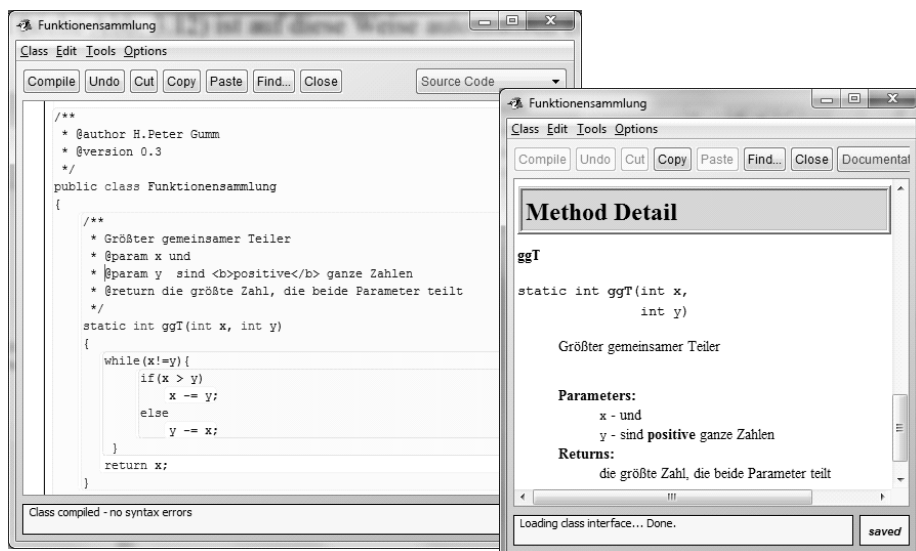 Funktionensammlung
Class Edit Tools Options
Compile Undo Cut Copy Paste Find... Close Source Code
/**
* @author H.Peter Gumm
* @version 0.3
*/
public class Funktionensammlung
{
/**
* Größter gemeinsamer Teiler
* @param x und
* @param y  sind <b>positive</b> ganze Zahlen
* @return die größte Zahl, die beide Parameter teilt
*/
static int ggT(int x, int y)
{
while(x!=y){
if(x > y)
x -= y;
else
y -= x;
}
return x;
}
Class compiled - no syntax errors
Funktionensammlung
Class Edit Tools Options
Compile Undo Cut Copy Paste Find... Close Documentat
Method Detail
ggT
static int ggT(int x,
int y)
Größter gemeinsamer Teiler
Parameters:
x - und
y - sind positive ganze Zahlen
Returns:
die größte Zahl, die beide Parameter teilt
Loading class interface... Done.
saved